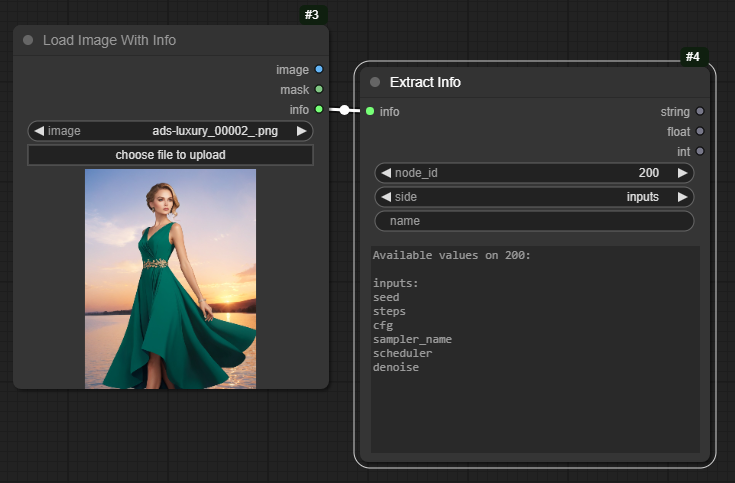 #3
Load Image With Info
image
mask
info
image ads-luxury_00002_.png
choose file to upload
#4
Extract Info
info
string
float
int
node_id 200
side inputs
name
Available values on 200:
inputs:
seed
steps
cfg
sampler_name
scheduler
denoise